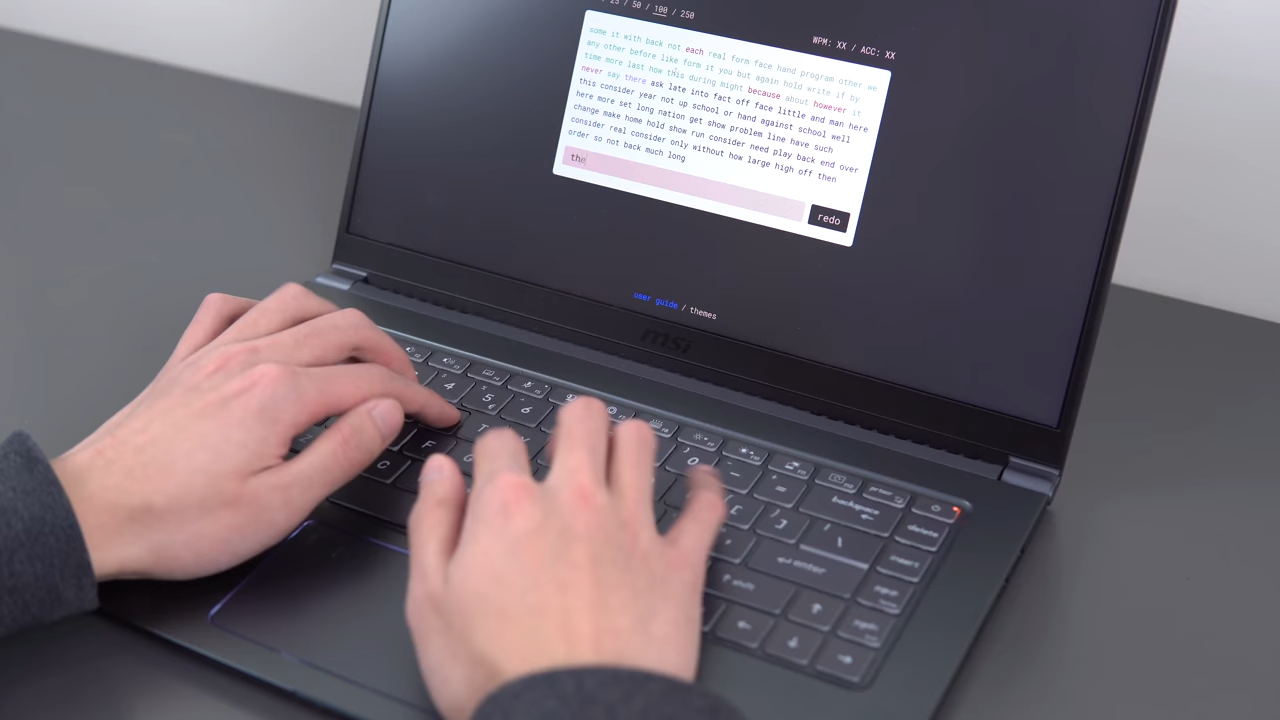 25 / 50 / 100 / 250
WPM: XX / ACC: XX
some it with back not each real form face hand program other we
any other before like form it you but again hold write if by
time more last how this during might because about however it
never say there ask late into fact off face little and man here
this consider year not up school or hand against school well
here more set long nation get show problem line have such
change make home hold show run consider need play back end over
consider real consider only without how large high off then
order so not back much long
the
redo
user guide / themes
msi
4 5 6
0 - =
backspace
delete
T
F G
[ ]
\
insert
C
enter
shift